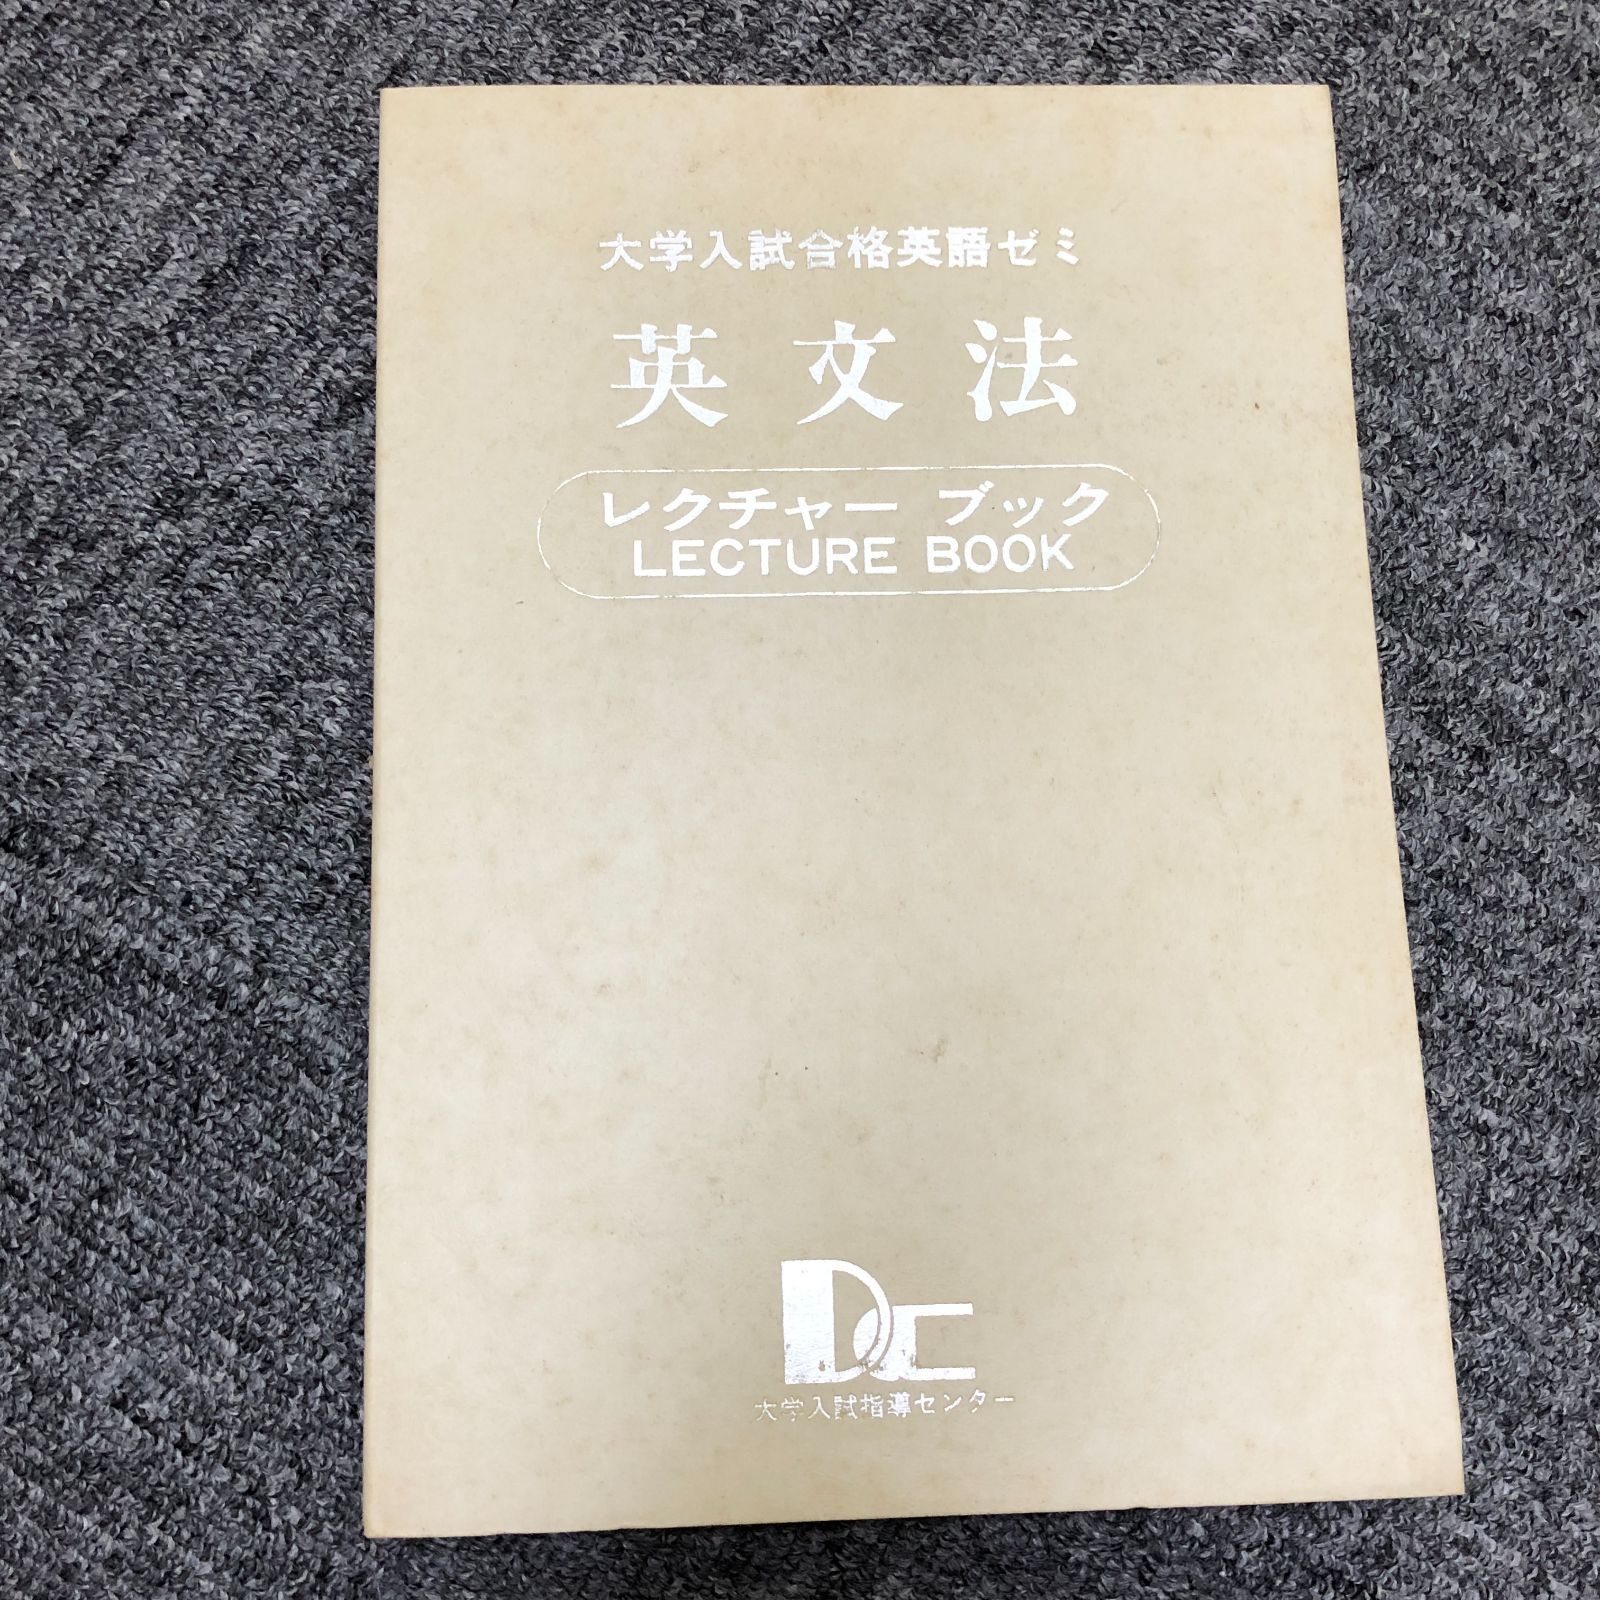 大学入試合格英語ゼミ
英文法
レクチャー ブック
LECTURE BOOK
DC
大学入試指導センター